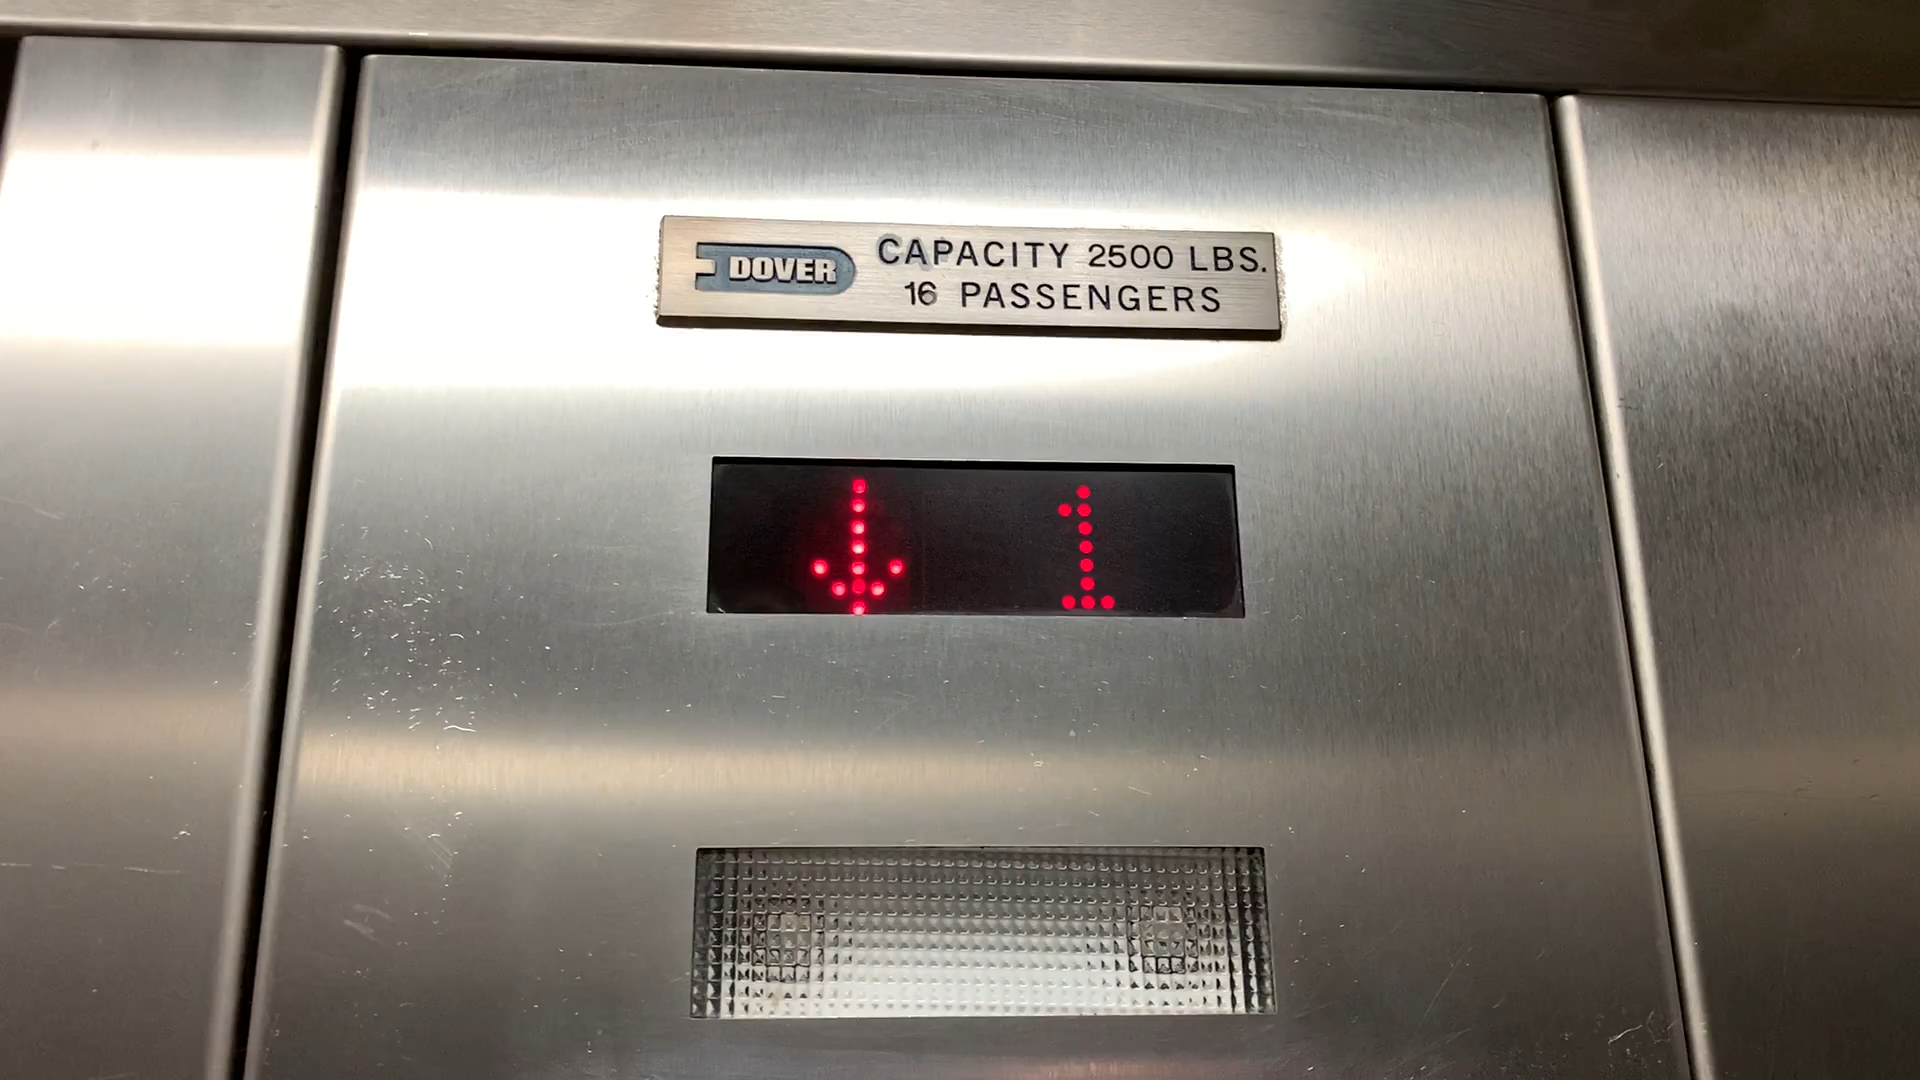 DOVER
CAPACITY 2500 LBS.
16 PASSENGERS
↓ 1